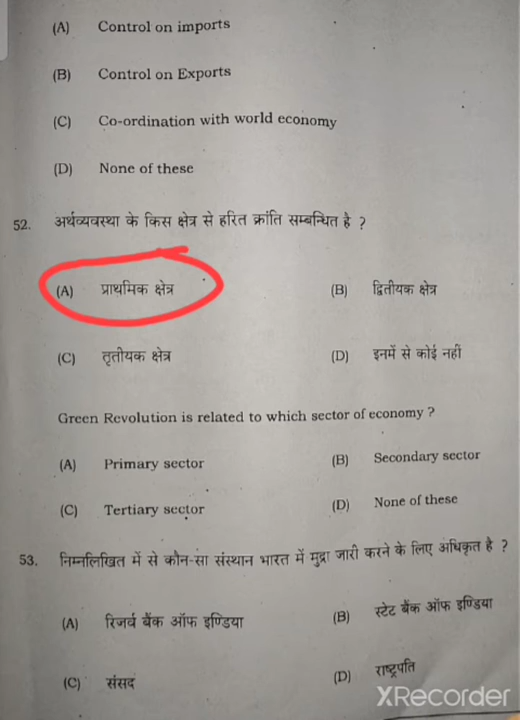 (A) Control on imports
(B) Control on Exports
(C) Co-ordination with world economy
(D) None of these
52. अर्थव्यवस्था के किस क्षेत्र से हरित क्रांति सम्बन्धित है ?
(A) प्राथमिक क्षेत्र (B) द्वितीयक क्षेत्र
(C) तृतीयक क्षेत्र (D) इनमें से कोई नहीं
Green Revolution is related to which sector of economy ?
(A) Primary sector (B) Secondary sector
(C) Tertiary sector (D) None of these
53. निम्नलिखित में से कौन-सा संस्थान भारत में मुद्रा जारी करने के लिए अधिकृत है ?
(A) रिजर्व बैंक ऑफ इण्डिया (B) स्टेट बैंक ऑफ इण्डिया
(C) संसद (D) राष्ट्रपति
XRecorder